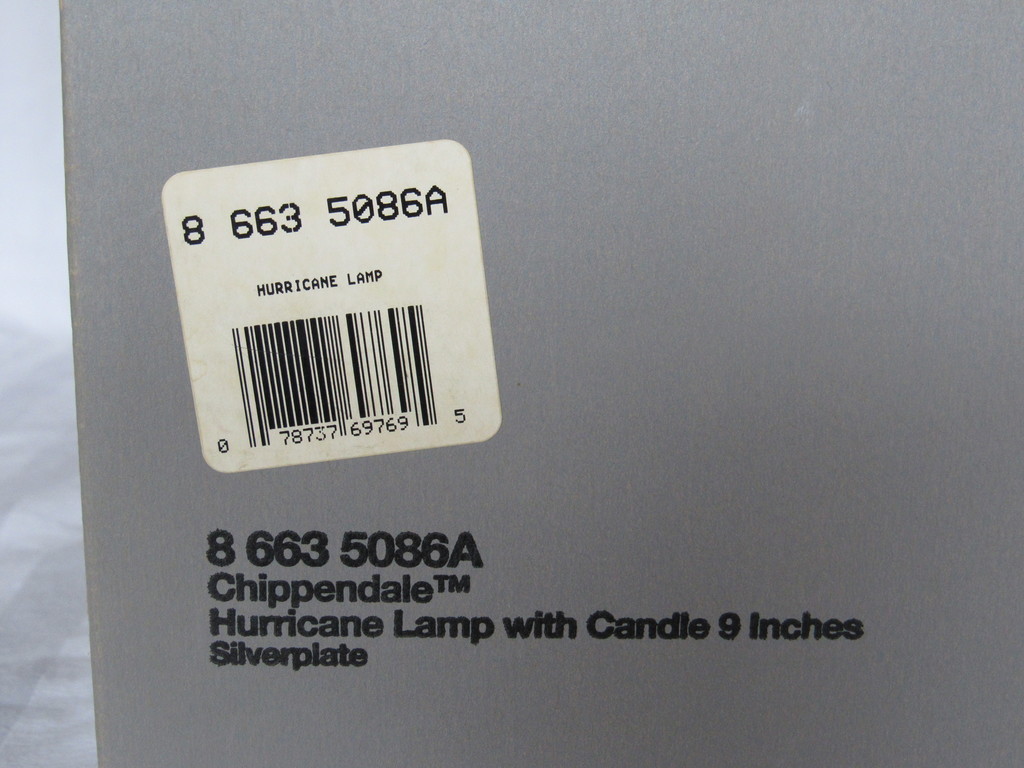 8 663 5086A
HURRICANE LAMP
0 78737 69769 5
8 663 5086A
Chippendale™
Hurricane Lamp with Candle 9 Inches
Silverplate